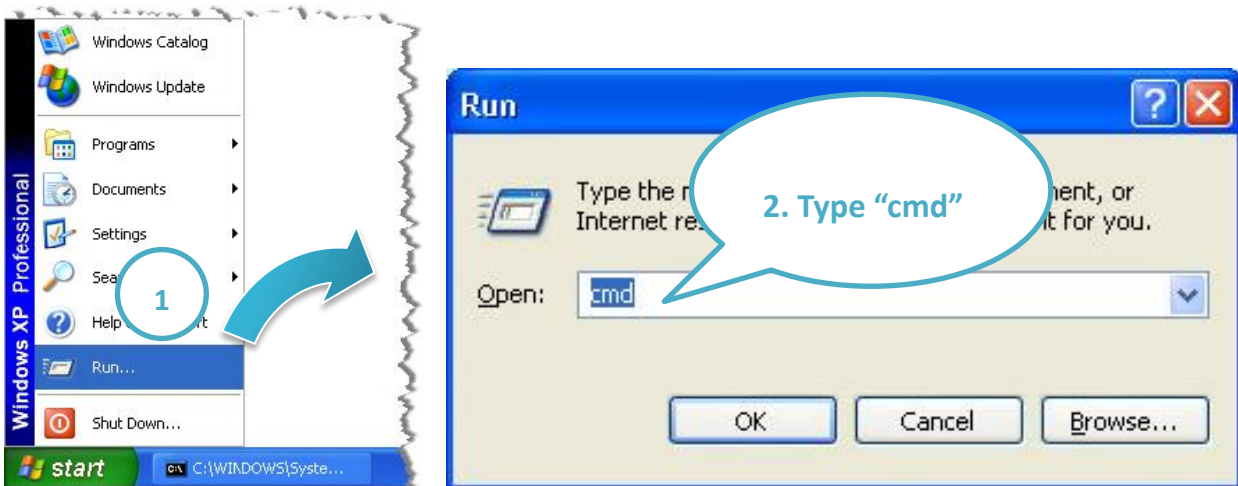 Windows Catalog
Windows Update
Programs
Documents
Settings
Sea
1
Help
rt
Run...
Shut Down...
Windows XP Professional
start
C:\WINDOWS\Syste...
Run
Type the
ent, or
Internet
t for you.
2. Type “cmd”
Open:
cmd
OK
Cancel
Browse...